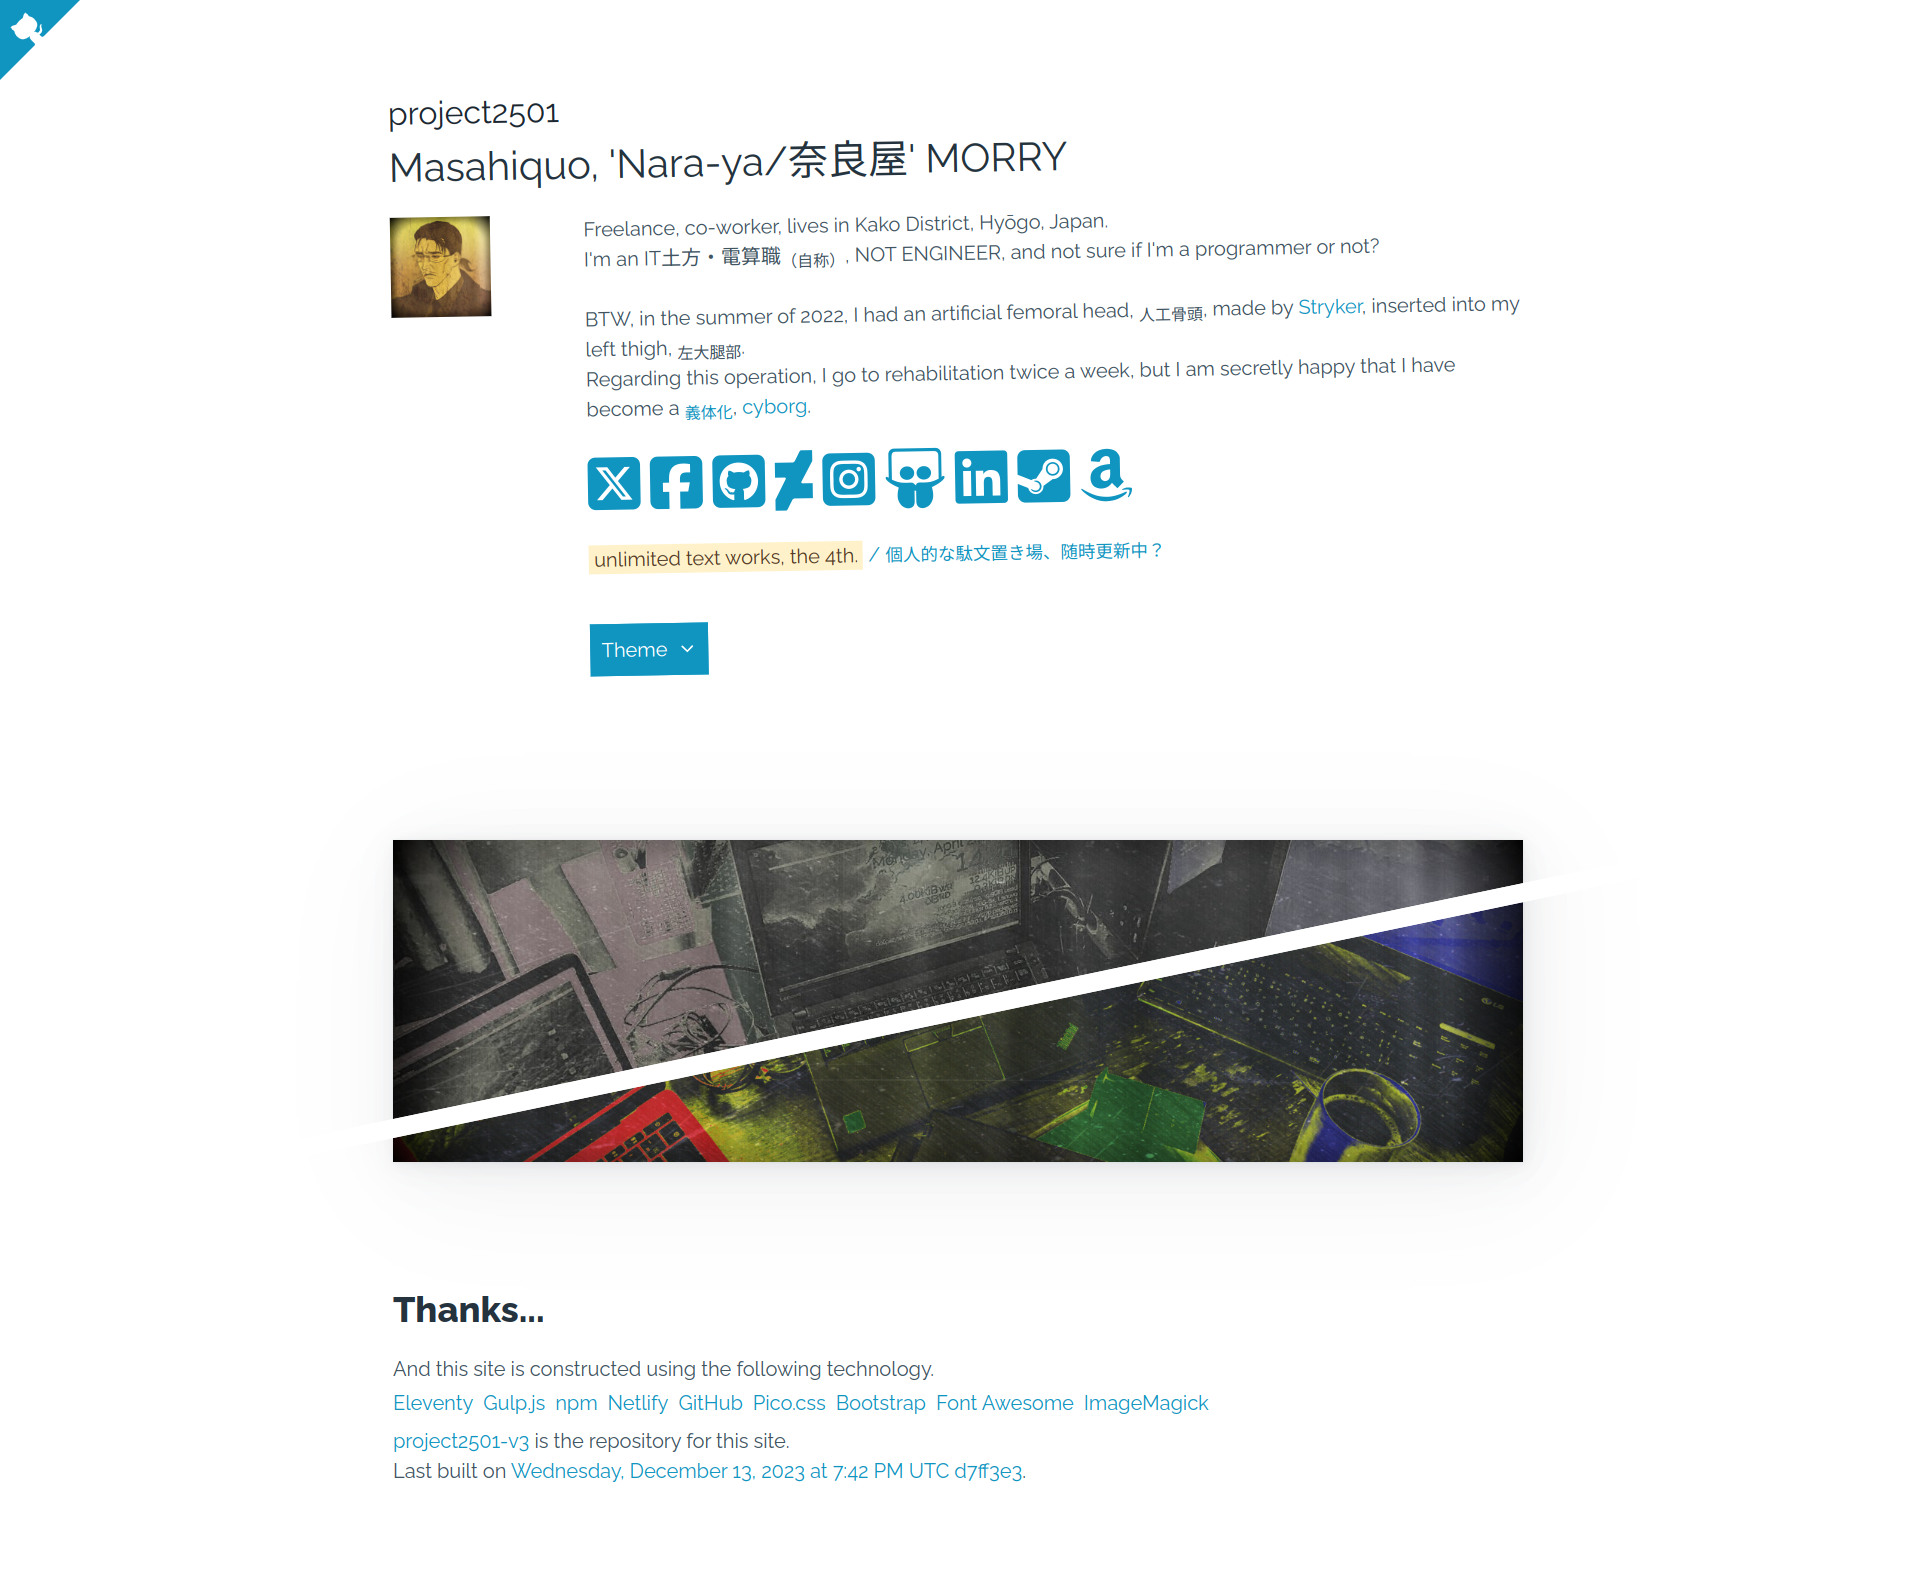 project2501
Masahiquo, 'Nara-ya/奈良屋' MORRY
Freelance, co-worker, lives in Kako District, Hyōgo, Japan.
I'm an IT土方・電算職（自称）, NOT ENGINEER, and not sure if I'm a programmer or not?
BTW, in the summer of 2022, I had an artificial femoral head, 人工骨頭, made by Stryker, inserted into my
left thigh, 左大腿部.
Regarding this operation, I go to rehabilitation twice a week, but I am secretly happy that I have
become a 義体化, cyborg.
unlimited text works, the 4th. / 個人的な駄文置き場、随時更新中？
Theme
Monday, April
14
Thanks...
And this site is constructed using the following technology.
Eleventy Gulp.js npm Netlify GitHub Pico.css Bootstrap Font Awesome ImageMagick
project2501-v3 is the repository for this site.
Last built on Wednesday, December 13, 2023 at 7:42 PM UTC d7ff3e3.